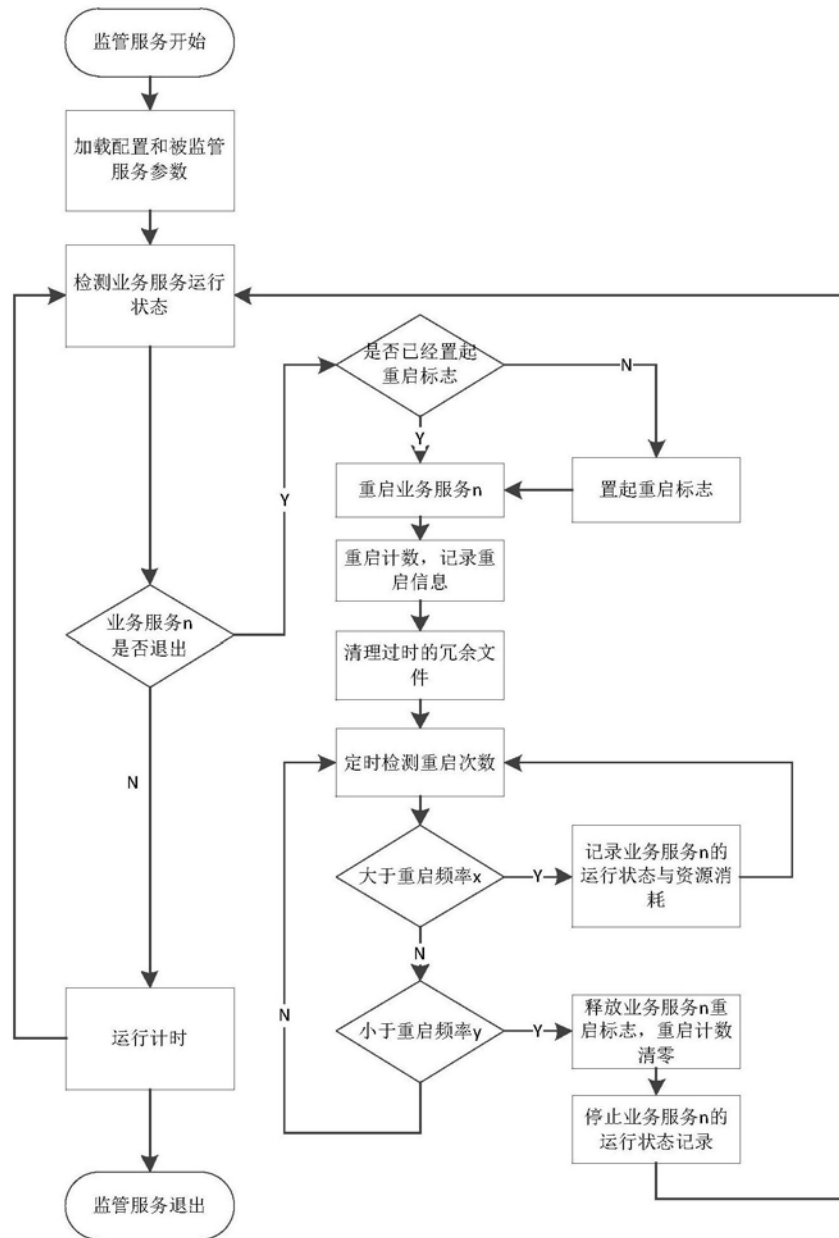 监管服务开始
加载配置和被监管
服务参数
检测业务服务运行
状态
是否已经置起
重启标志
N
Y
重启业务服务n
置起重启标志
Y
重启计数，记录重
启信息
业务服务n
是否退出
清理过时的冗余文
件
N
定时检测重启次数
大于重启频率x
Y
记录业务服务n的
运行状态与资源消
耗
N
N
运行计时
小于重启频率y
Y
释放业务服务n重
启标志，重启计数
清零
停止业务服务n的
运行状态记录
监管服务退出